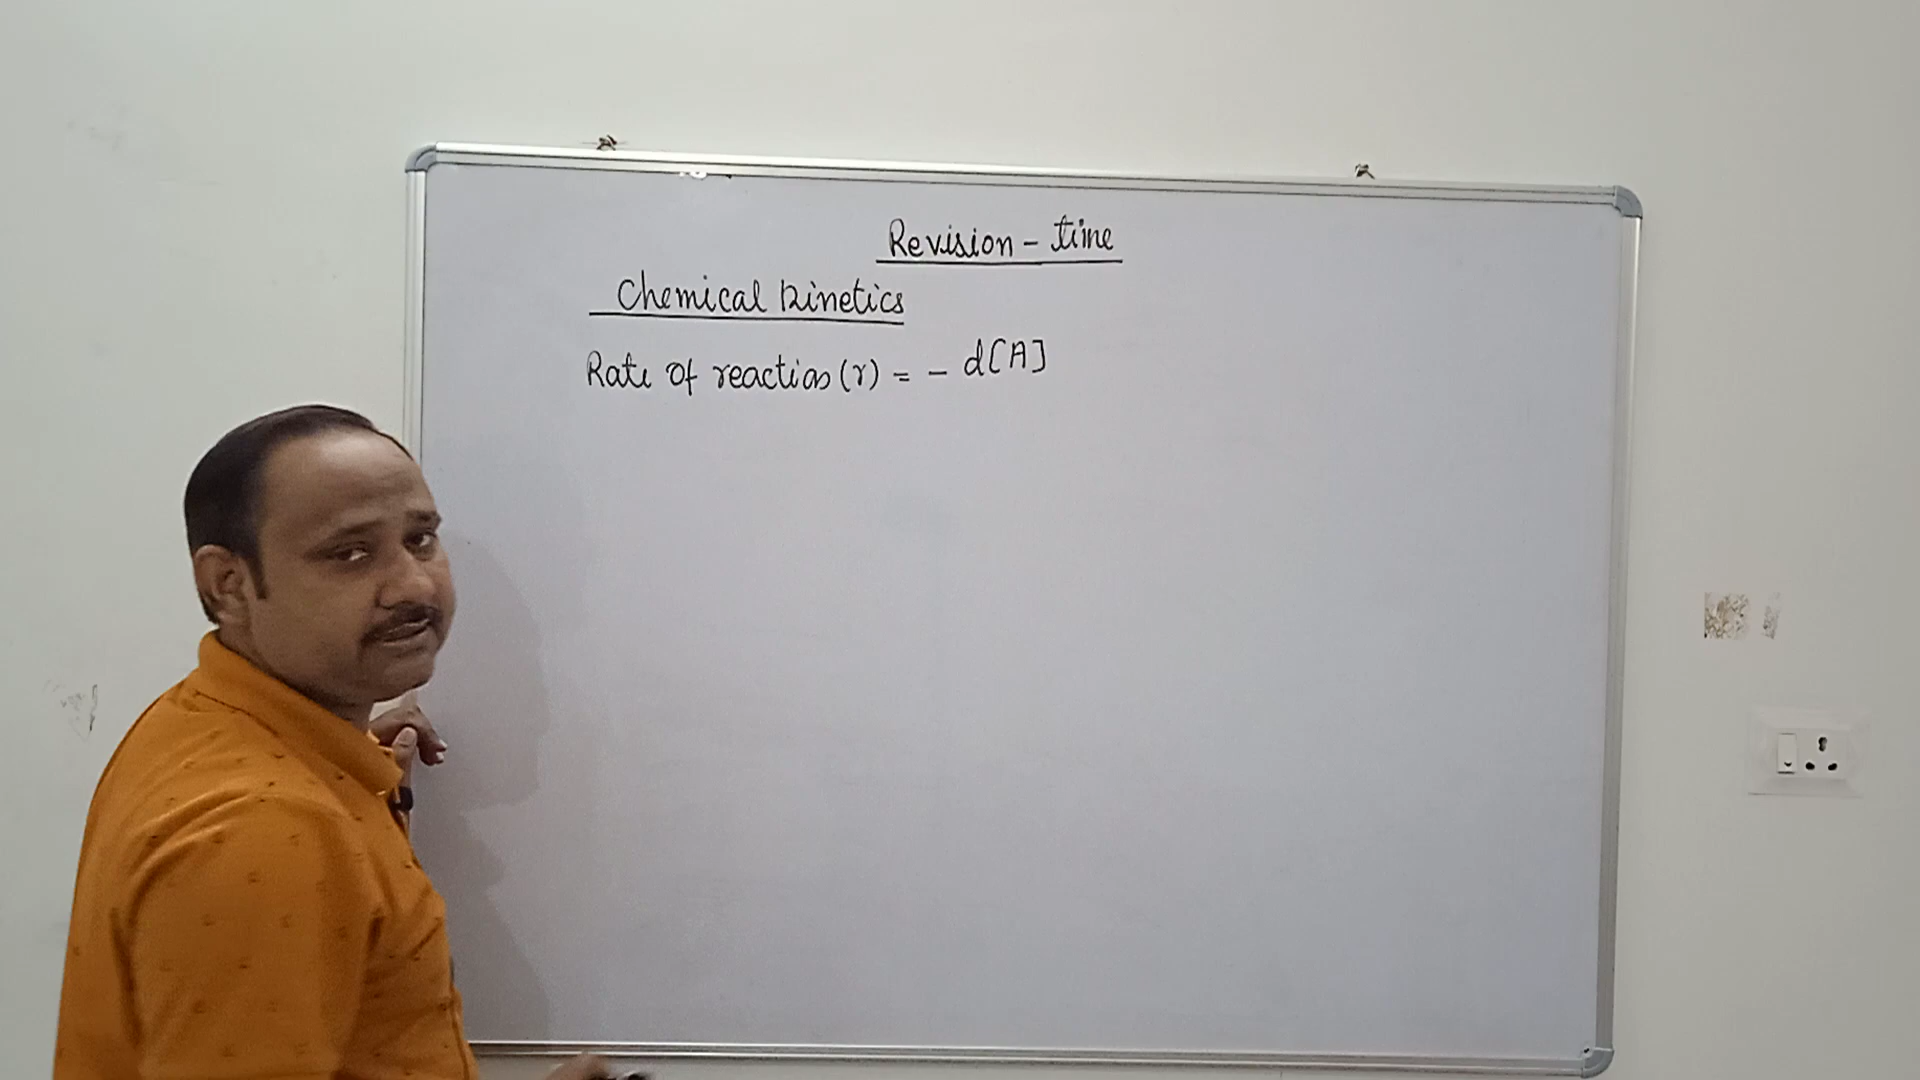 Revision - time
Chemical kinetics
Rate of reaction (r) = - d[A]